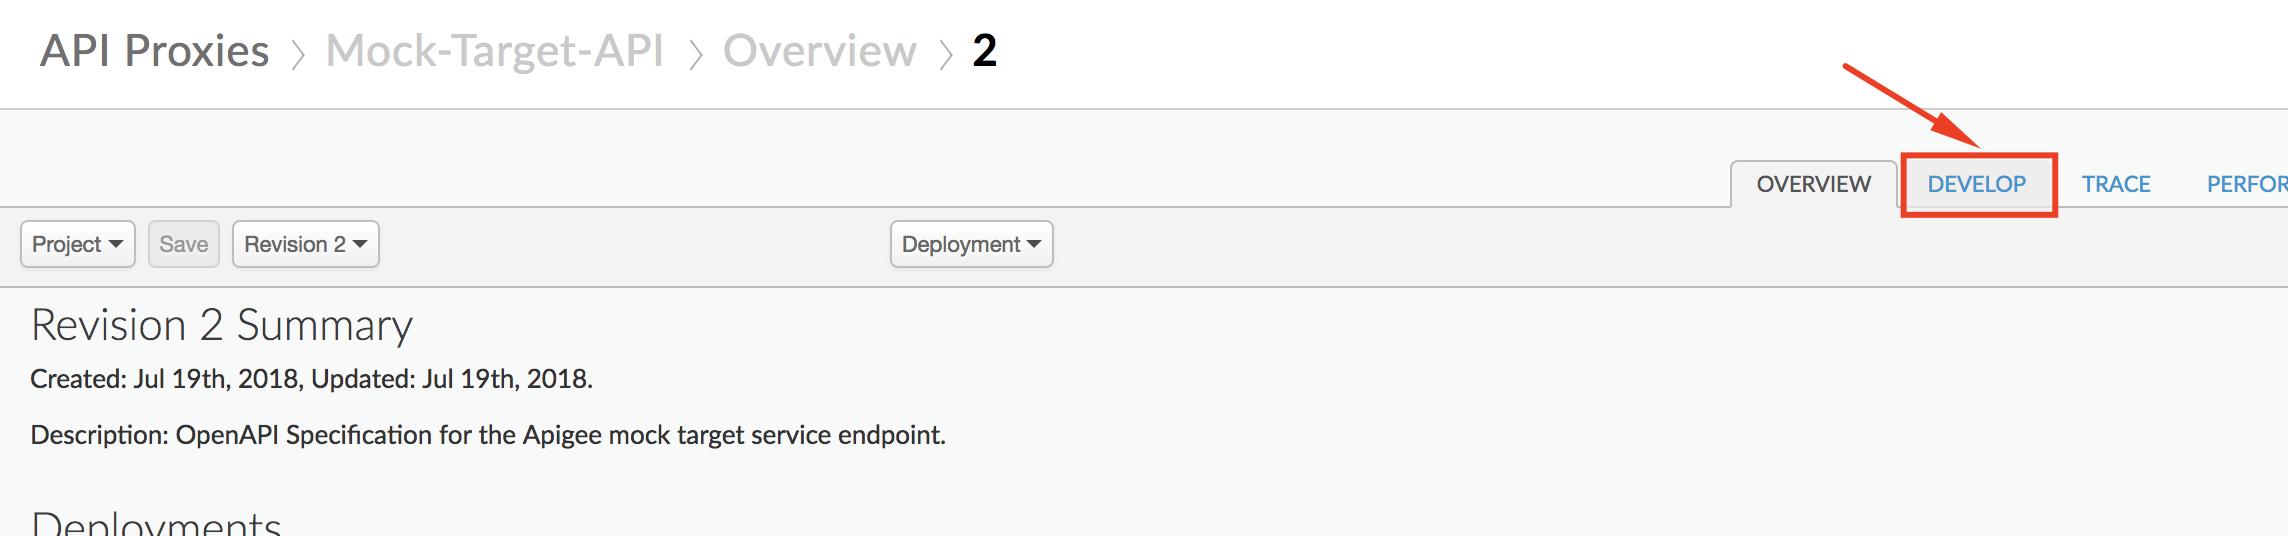 API Proxies > Mock-Target-API > Overview > 2
OVERVIEW DEVELOP TRACE PERFOR
Project Save Revision 2 Deployment
Revision 2 Summary
Created: Jul 19th, 2018, Updated: Jul 19th, 2018.
Description: OpenAPI Specification for the Apigee mock target service endpoint.
Deployments